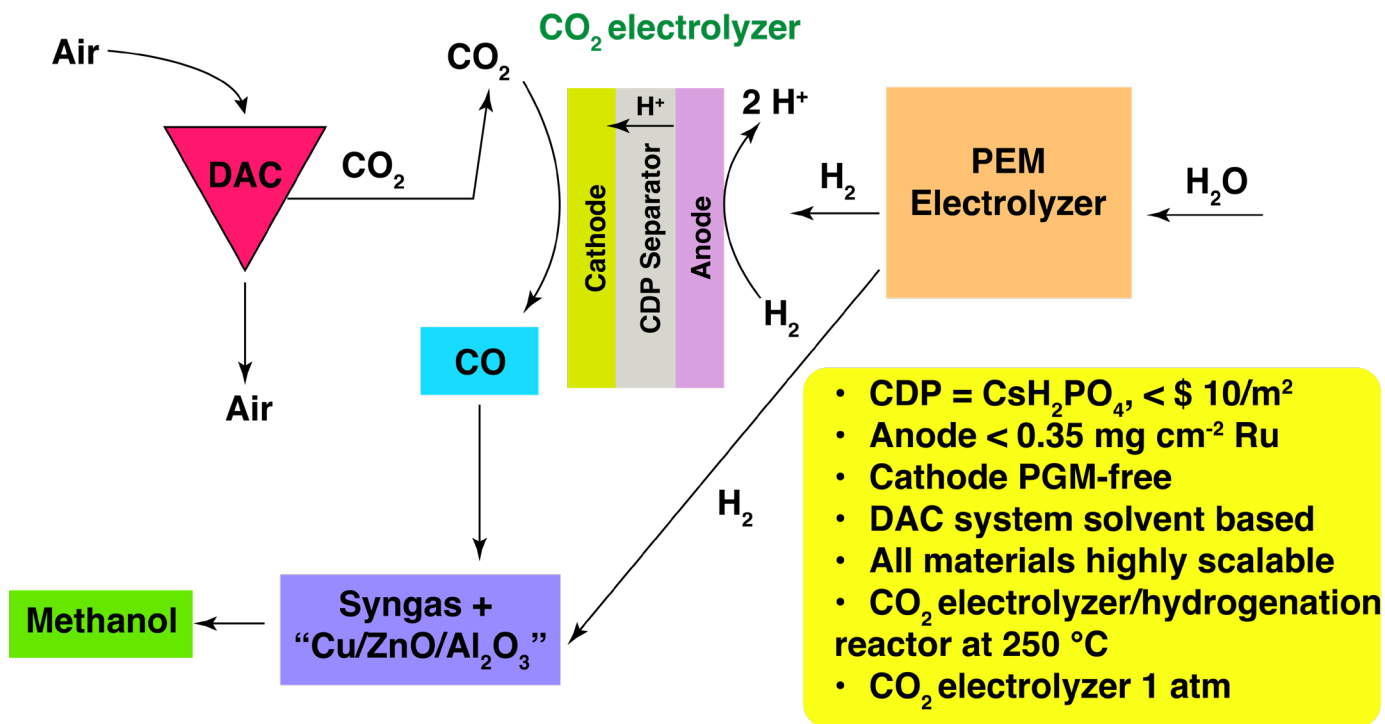 CO₂ electrolyzer
Air
CO₂
DAC
CO₂
H⁺
2 H⁺
Cathode
CDP Separator
Anode
H₂
H₂
PEM
Electrolyzer
H₂O
Air
CO
H₂
Syngas +
“Cu/ZnO/Al₂O₃”
Methanol
• CDP = CsH₂PO₄, < $ 10/m²
• Anode < 0.35 mg cm⁻² Ru
• Cathode PGM-free
• DAC system solvent based
• All materials highly scalable
• CO₂ electrolyzer/hydrogenation
reactor at 250 °C
• CO₂ electrolyzer 1 atm